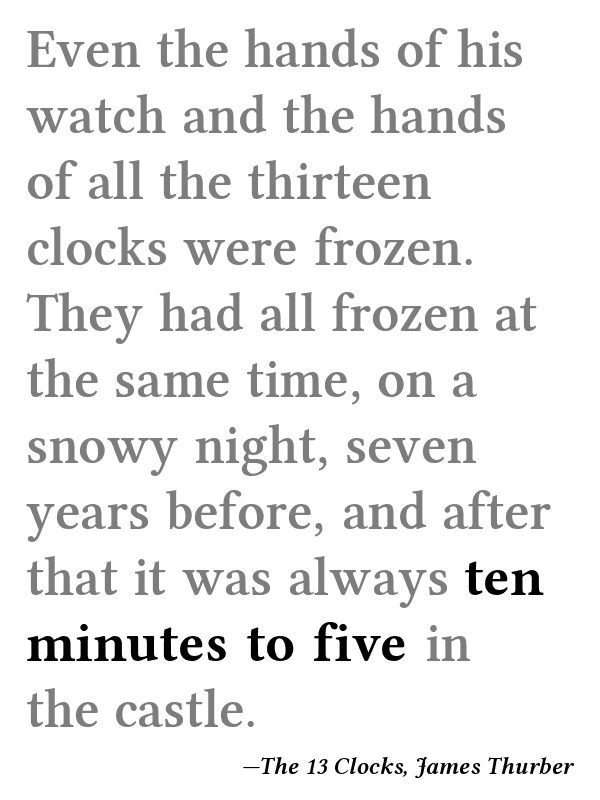 Even the hands of his
watch and the hands
of all the thirteen
clocks were frozen.
They had all frozen at
the same time, on a
snowy night, seven
years before, and after
that it was always ten
minutes to five in
the castle.
—The 13 Clocks, James Thurber